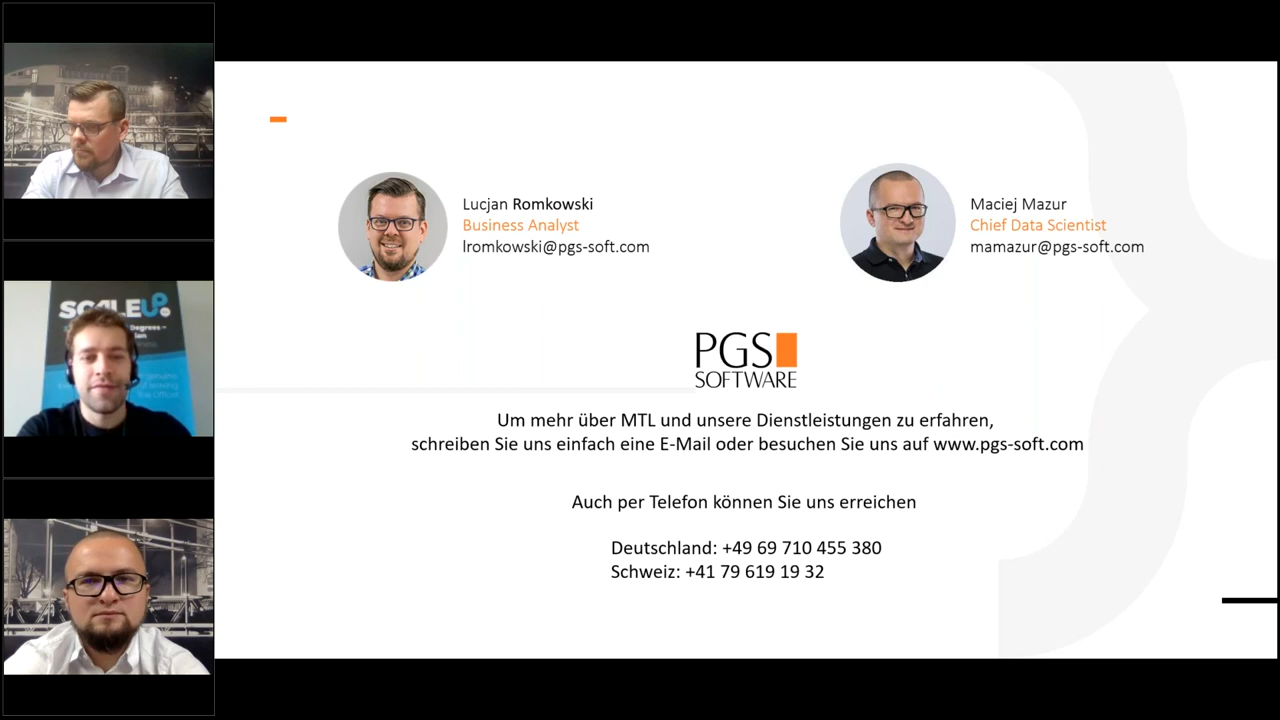 SCALEUP
Degrees –
Lucjan Romkowski
Business Analyst
lromkowski@pgs-soft.com
Maciej Mazur
Chief Data Scientist
mamazur@pgs-soft.com
PGS
SOFTWARE
Um mehr über MTL und unsere Dienstleistungen zu erfahren,
schreiben Sie uns einfach eine E-Mail oder besuchen Sie uns auf www.pgs-soft.com
Auch per Telefon können Sie uns erreichen
Deutschland: +49 69 710 455 380
Schweiz: +41 79 619 19 32